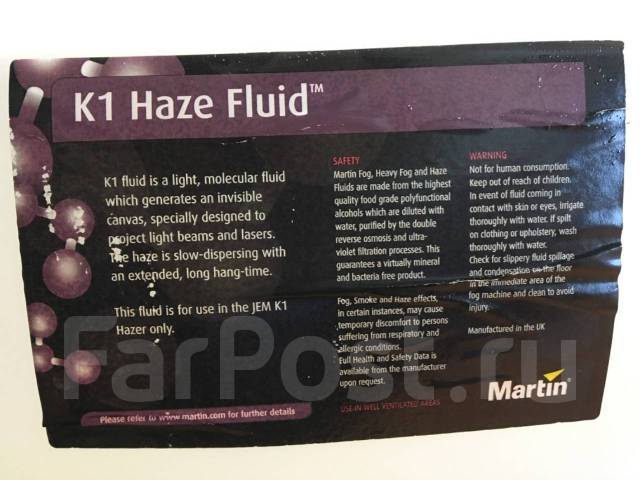 K1 Haze Fluid™
K1 fluid is a light, molecular fluid
which generates an invisible
canvas, specially designed to
project light beams and lasers.
The haze is slow-dispersing with
an extended, long hang-time.
This fluid is for use in the JEM K1
Hazer only.
Please refer to www.martin.com for further details
SAFETY
Martin Fog, Heavy Fog and Haze
Fluids are made from the highest
quality food grade polyfunctional
alcohols which are diluted with
water, purified by the double
reverse osmosis and ultra-
violet filtration processes. This
guarantees a virtually mineral
and bacteria free product.
Fog, Smoke and Haze effects,
in certain instances, may cause
temporary discomfort to persons
suffering from respiratory and
allergic conditions.
Full Health and Safety Data is
available from the manufacturer
upon request.
USE IN WELL VENTILATED AREAS
WARNING
Not for human consumption.
Keep out of reach of children.
In event of fluid coming in
contact with skin or eyes, irrigate
thoroughly with water. If spilt
on clothing or upholstery, wash
thoroughly with water.
Check for slippery fluid spillage
and condensation on the floor
in the immediate area of the
fog machine and clean to avoid
injury.
Manufactured in the UK
Martin®
FarPost.ru